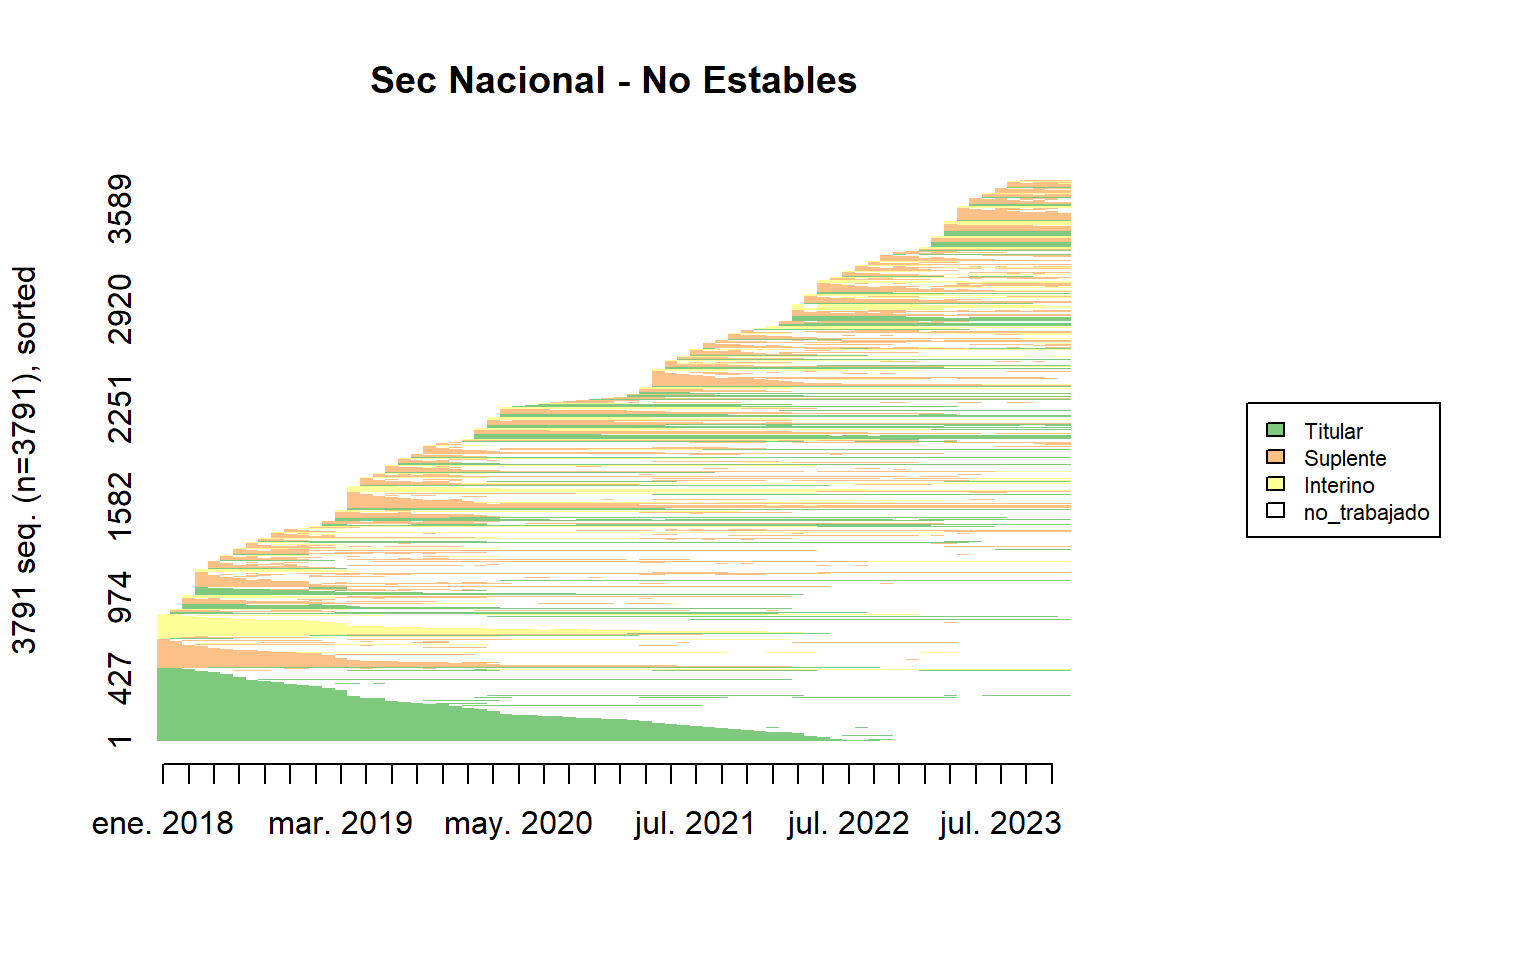 Sec Nacional - No Estables
3791 seq. (n=3791), sorted
3589
2920
2251
1582
974
427
1
ene. 2018
mar. 2019
may. 2020
jul. 2021
jul. 2022
jul. 2023
Titular
Suplente
Interino
no_trabajado